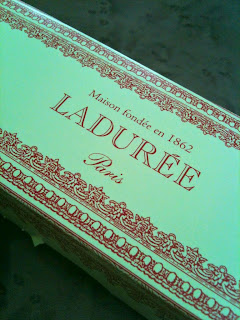 Maison fondée en 1862
LADURÉE
Paris